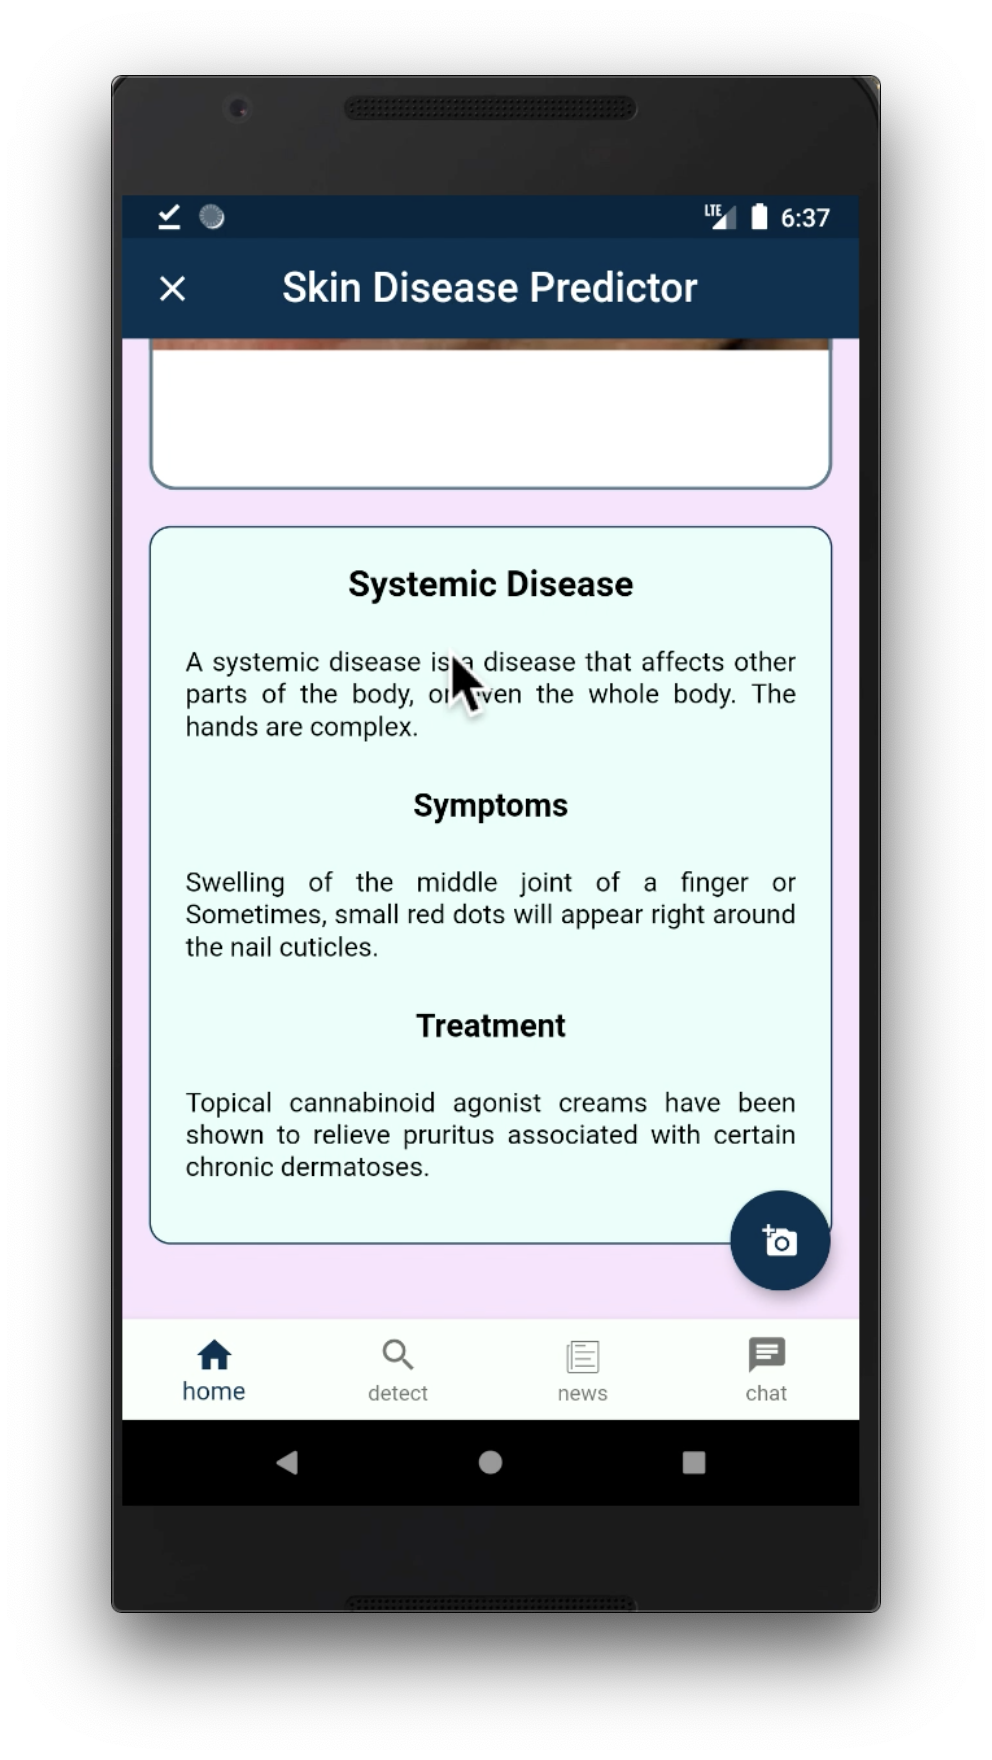 LTE 6:37
Skin Disease Predictor
Systemic Disease
A systemic disease is a disease that affects other
parts of the body, or even the whole body. The
hands are complex.
Symptoms
Swelling of the middle joint of a finger or
Sometimes, small red dots will appear right around
the nail cuticles.
Treatment
Topical cannabinoid agonist creams have been
shown to relieve pruritus associated with certain
chronic dermatoses.
home detect news chat